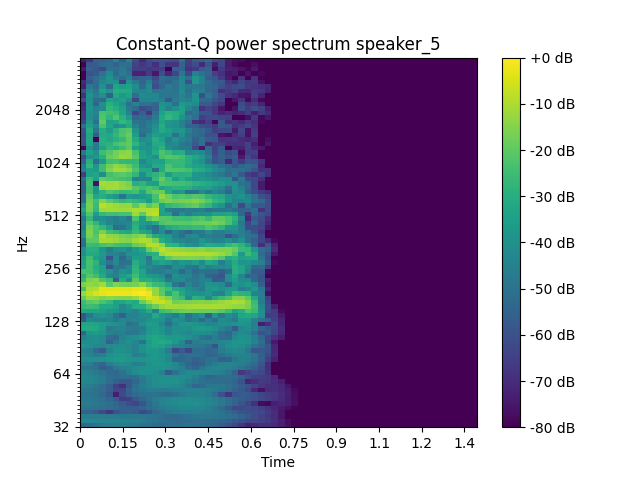 Constant-Q power spectrum speaker_5
Hz
2048
1024
512
256
128
64
32
0 0.15 0.3 0.45 0.6 0.75 0.9 1.1 1.2 1.4
Time
+0 dB
-10 dB
-20 dB
-30 dB
-40 dB
-50 dB
-60 dB
-70 dB
-80 dB